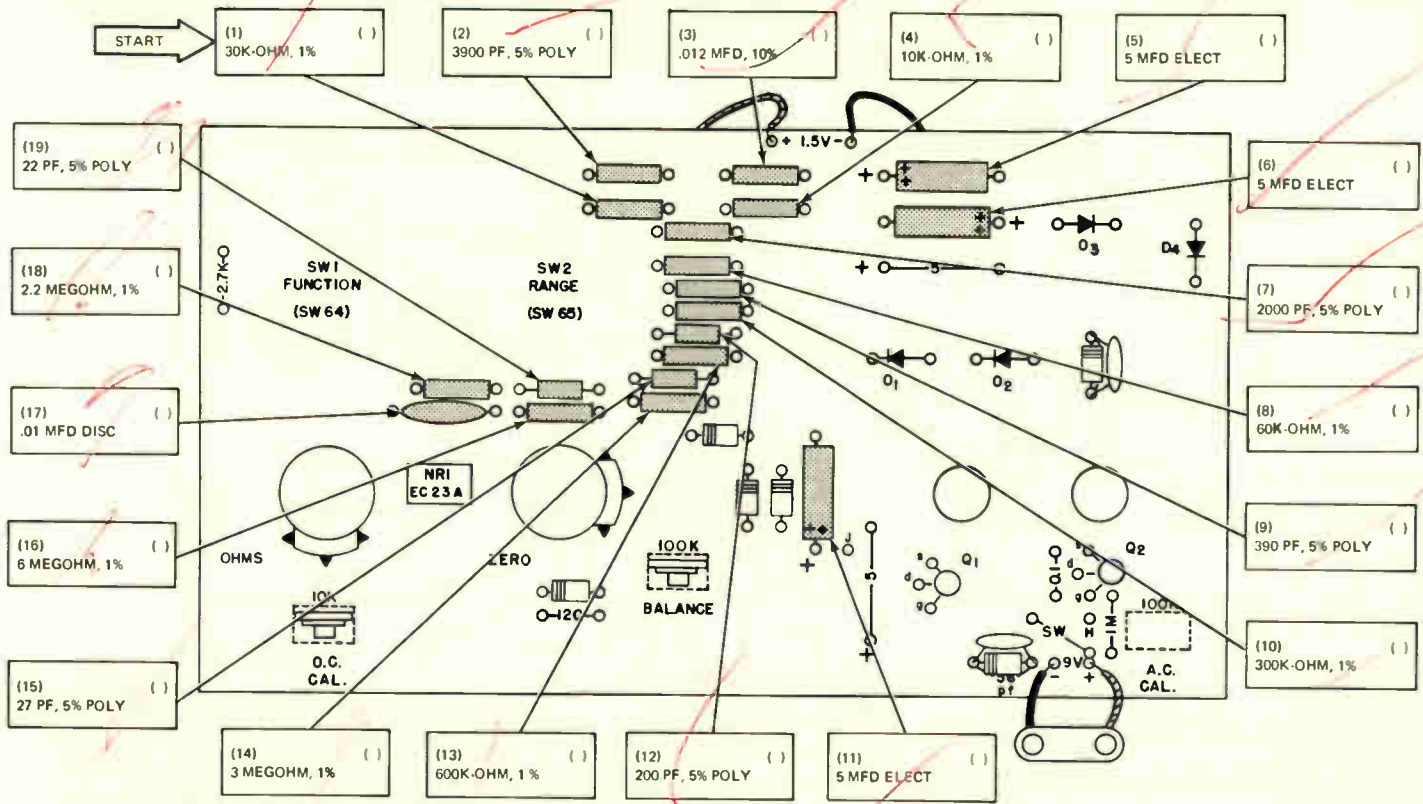 START
(1) ( )
30K-OHM, 1%
(2) ( )
3900 PF, 5% POLY
(3) ( )
.012 MFD, 10%
(4) ( )
10K-OHM, 1%
(5) ( )
5 MFD ELECT
(19) ( )
22 PF, 5% POLY
+ 1.5V -
(6) ( )
5 MFD ELECT
+
+
D3
D4
(18) ( )
2.2 MEGOHM, 1%
-2.7K-
SW1
FUNCTION
(SW64)
SW2
RANGE
(SW65)
+ 5
(7) ( )
2000 PF, 5% POLY
D1
D2
(17) ( )
.01 MFD DISC
(8) ( )
60K-OHM, 1%
NRI
EC23A
(9) ( )
390 PF, 5% POLY
(16) ( )
6 MEGOHM, 1%
OHMS
ZERO
100K
BALANCE
+
J
5
+
s
d
g
Q1
.01
s
d
g
Q2
10K
D.C.
CAL.
120
SW
H
1M
100K
A.C.
CAL.
- 9V +
pf
(10) ( )
300K-OHM, 1%
(15) ( )
27 PF, 5% POLY
(14) ( )
3 MEGOHM, 1%
(13) ( )
600K-OHM, 1%
(12) ( )
200 PF, 5% POLY
(11) ( )
5 MFD ELECT